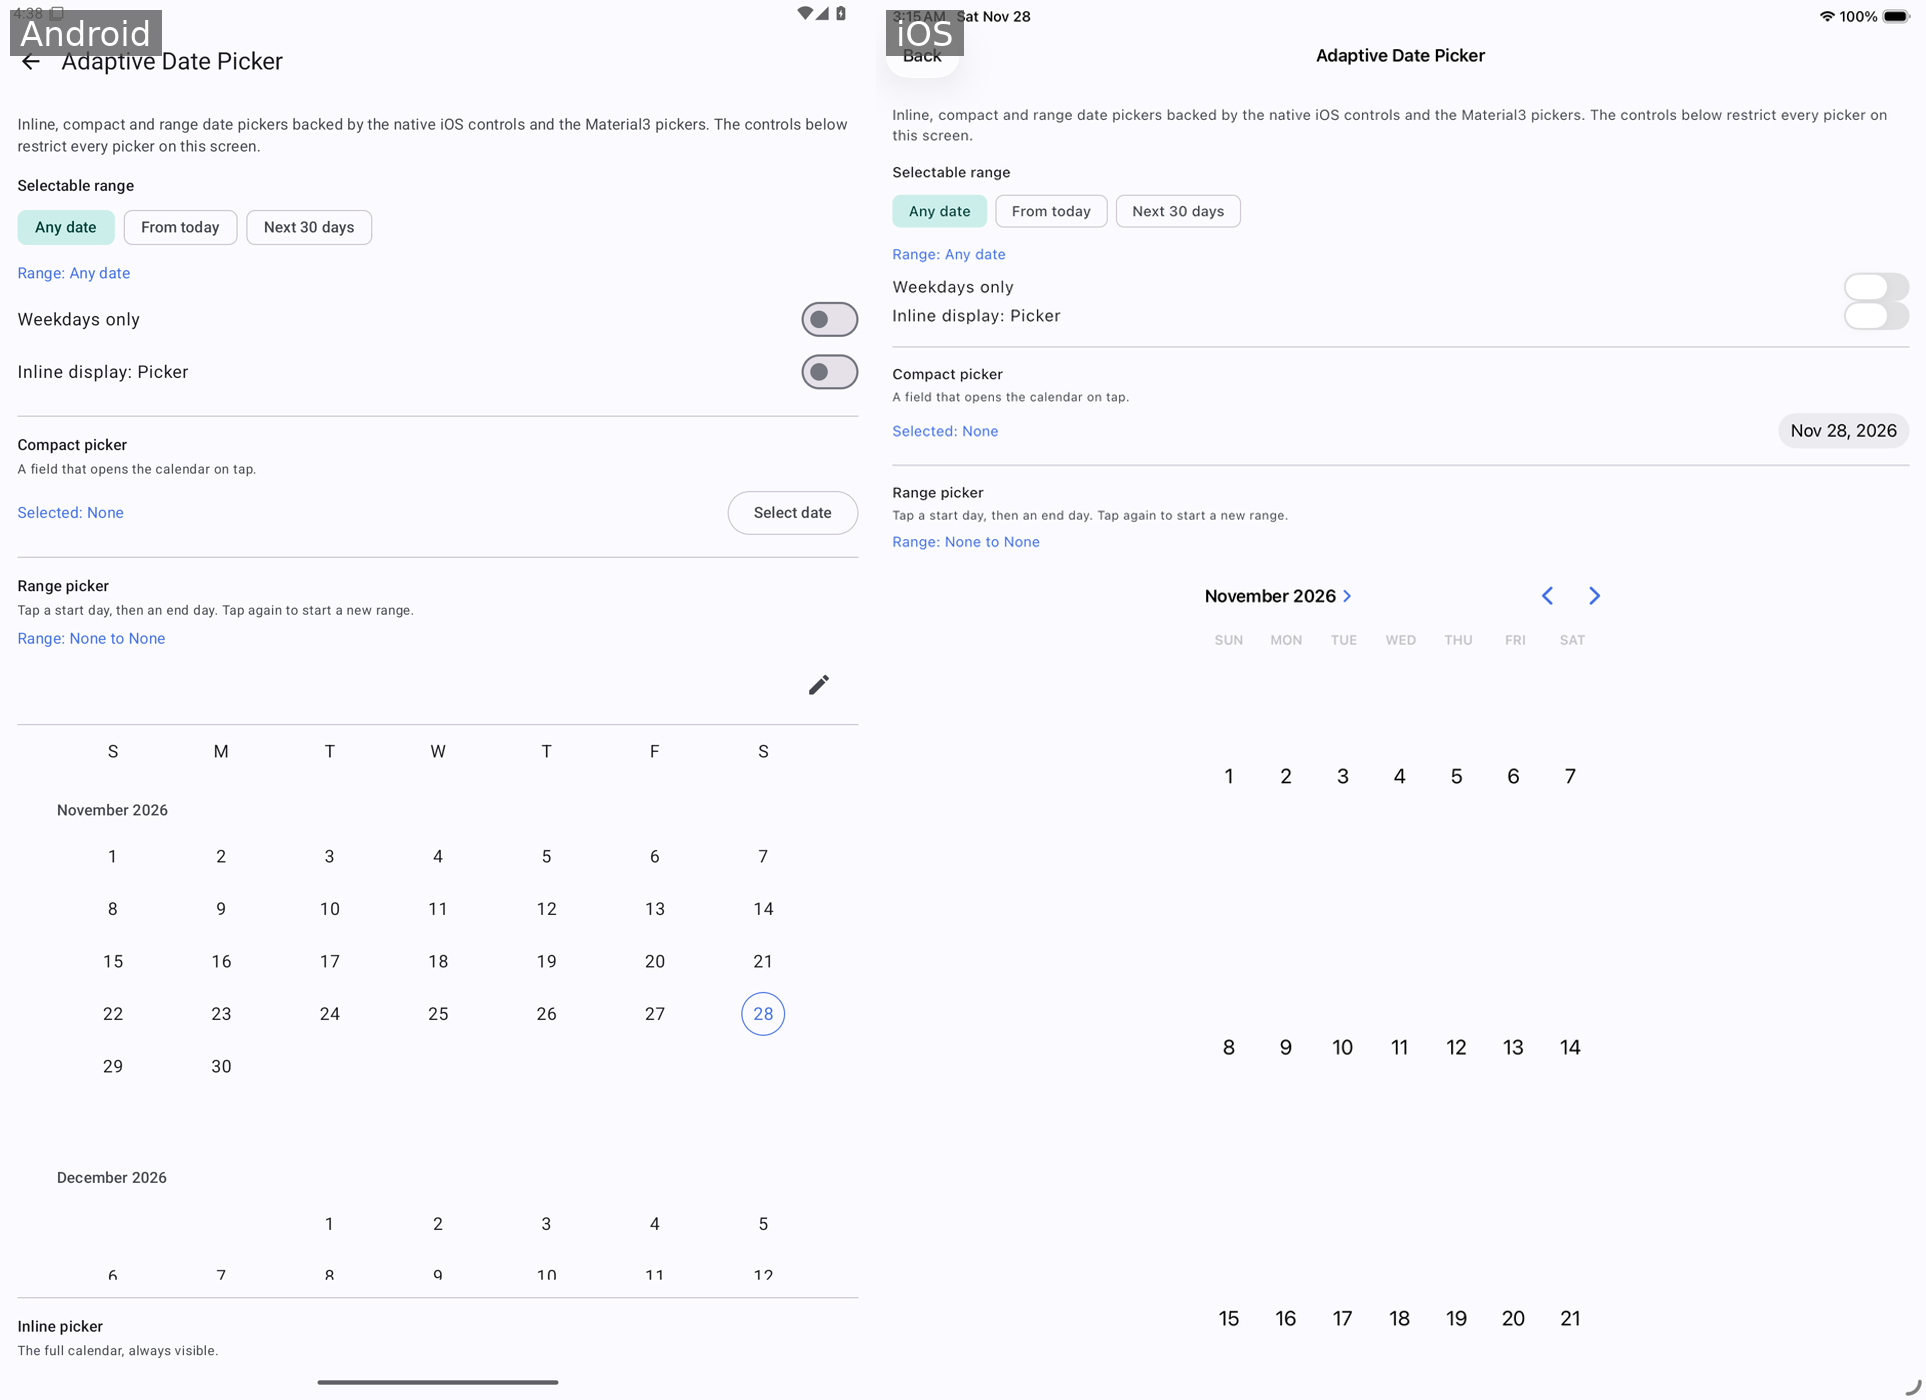 4:38
Android
Adaptive Date Picker
Inline, compact and range date pickers backed by the native iOS controls and the Material3 pickers. The controls below
restrict every picker on this screen.
Selectable range
Any date
From today
Next 30 days
Range: Any date
Weekdays only
Inline display: Picker
Compact picker
A field that opens the calendar on tap.
Selected: None
Select date
Range picker
Tap a start day, then an end day. Tap again to start a new range.
Range: None to None
S M T W T F S
November 2026
1 2 3 4 5 6 7
8 9 10 11 12 13 14
15 16 17 18 19 20 21
22 23 24 25 26 27 28
29 30
December 2026
1 2 3 4 5
6 7 8 9 10 11 12
Inline picker
The full calendar, always visible.
3:15 AM Sat Nov 28
100%
iOS
Back
Adaptive Date Picker
Inline, compact and range date pickers backed by the native iOS controls and the Material3 pickers. The controls below restrict every picker on
this screen.
Selectable range
Any date
From today
Next 30 days
Range: Any date
Weekdays only
Inline display: Picker
Compact picker
A field that opens the calendar on tap.
Selected: None
Nov 28, 2026
Range picker
Tap a start day, then an end day. Tap again to start a new range.
Range: None to None
November 2026
SUN MON TUE WED THU FRI SAT
1 2 3 4 5 6 7
8 9 10 11 12 13 14
15 16 17 18 19 20 21